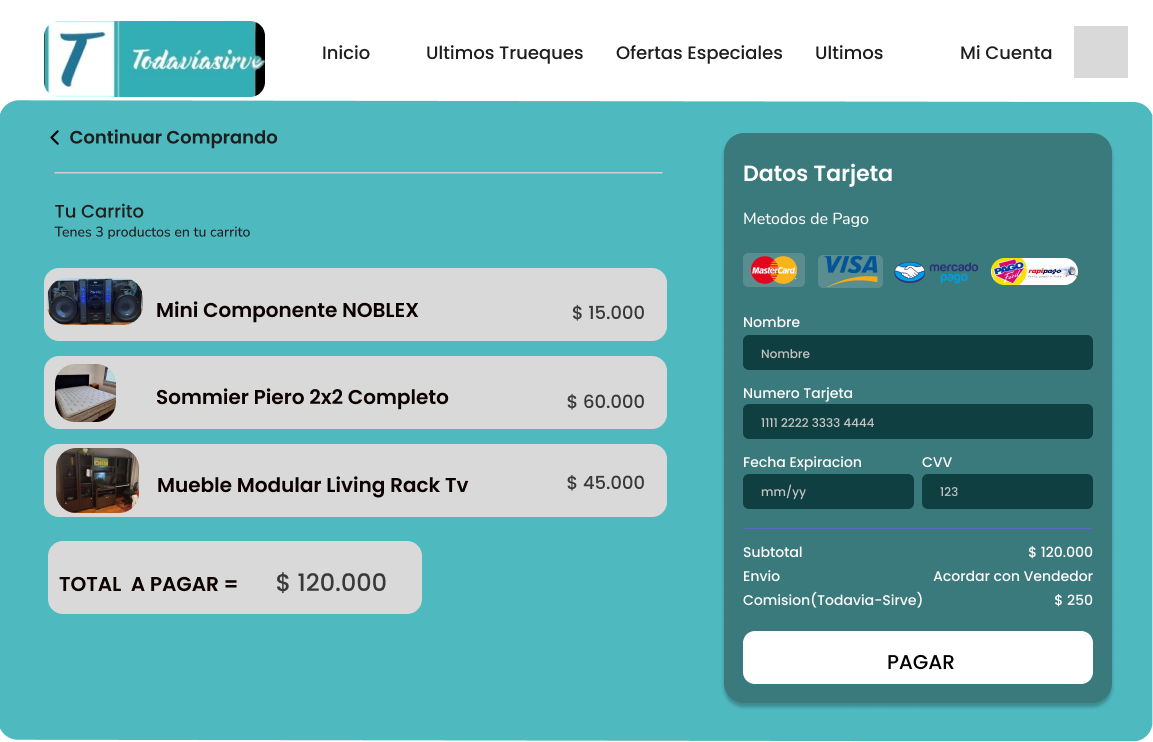 T Todavíasirve
Inicio Ultimos Trueques Ofertas Especiales Ultimos Mi Cuenta
Continuar Comprando
Tu Carrito
Tenes 3 productos en tu carrito
Mini Componente NOBLEX $ 15.000
Sommier Piero 2x2 Completo $ 60.000
Mueble Modular Living Rack Tv $ 45.000
TOTAL A PAGAR = $ 120.000
Datos Tarjeta
Metodos de Pago
MasterCard VISA mercado pago PAGO Fácil rapipago
Nombre
Nombre
Numero Tarjeta
1111 2222 3333 4444
Fecha Expiracion CVV
mm/yy 123
Subtotal $ 120.000
Envio Acordar con Vendedor
Comision(Todavia-Sirve) $ 250
PAGAR